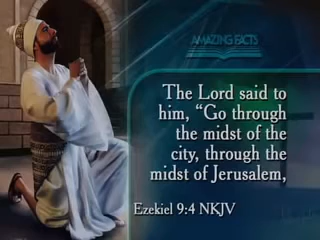 AMAZING FACTS
The Lord said to
him, “Go through
the midst of the
city, through the
midst of Jerusalem,
Ezekiel 9:4 NKJV